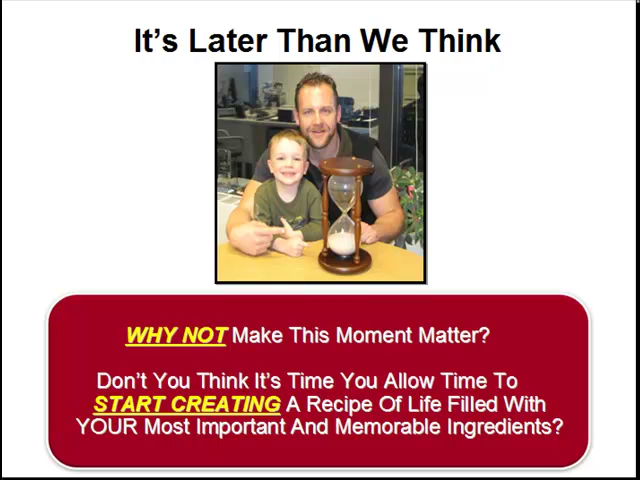 It's Later Than We Think
WHY NOT Make This Moment Matter?
Don't You Think It's Time You Allow Time To
START CREATING A Recipe Of Life Filled With
YOUR Most Important And Memorable Ingredients?